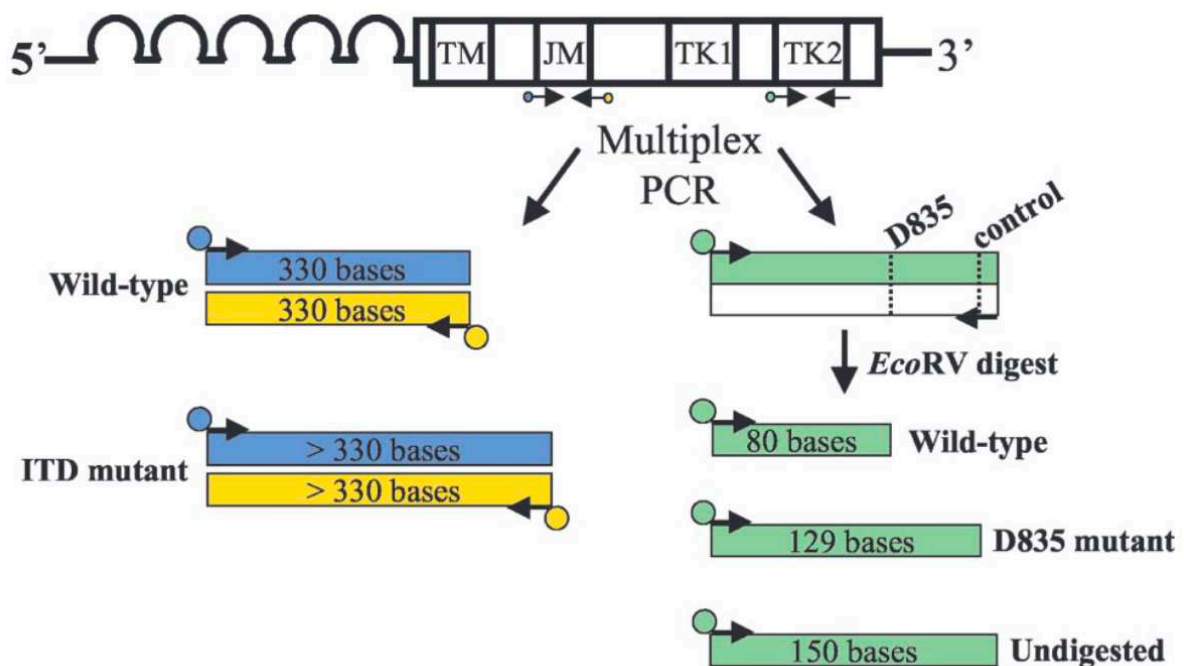 5’ TM JM TK1 TK2 3’
Multiplex
PCR
D835
control
Wild-type
330 bases
330 bases
EcoRV digest
80 bases
Wild-type
ITD mutant
> 330 bases
> 330 bases
129 bases
D835 mutant
150 bases
Undigested